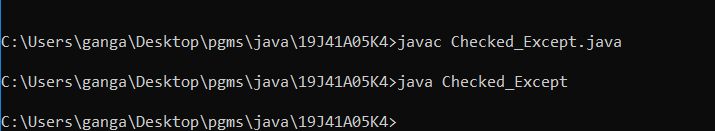 C:\Users\ganga\Desktop\pgms\java\19J41A05K4>javac Checked_Except.java
C:\Users\ganga\Desktop\pgms\java\19J41A05K4>java Checked_Except
C:\Users\ganga\Desktop\pgms\java\19J41A05K4>